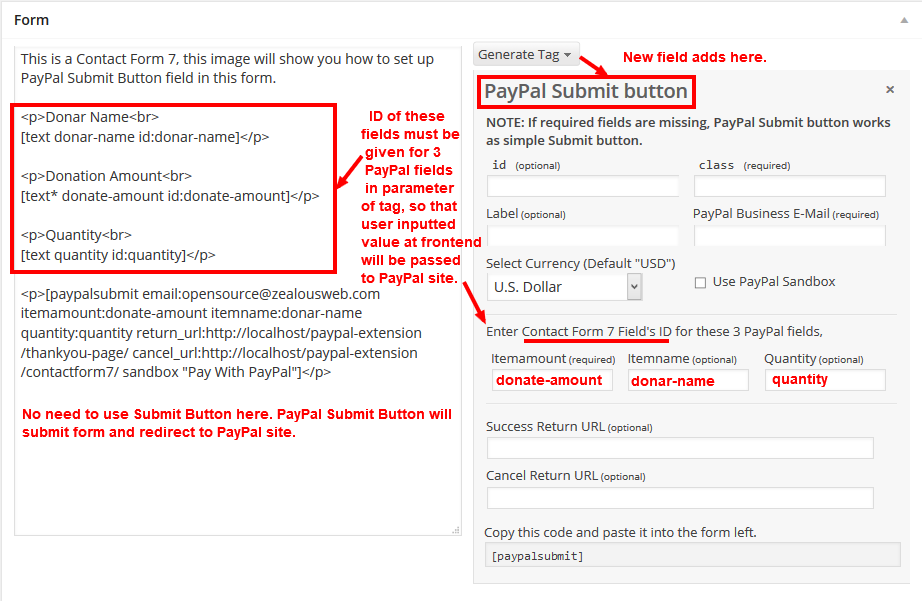 Form
This is a Contact Form 7, this image will show you how to set up
PayPal Submit Button field in this form.
<p>Donar Name<br>
[text donar-name id:donar-name]</p>
<p>Donation Amount<br>
[text* donate-amount id:donate-amount]</p>
<p>Quantity<br>
[text quantity id:quantity]</p>
<p>[paypalsubmit email:opensource@zealousweb.com
itemamount:donate-amount itemname:donar-name
quantity:quantity return_url:http://localhost/paypal-extension
/thankyou-page/ cancel_url:http://localhost/paypal-extension
/contactform7/ sandbox "Pay With PayPal"]</p>
No need to use Submit Button here. PayPal Submit Button will
submit form and redirect to PayPal site.
ID of these
fields must be
given for 3
PayPal fields
in parameter
of tag, so that
user inputted
value at frontend
will be passed
to PayPal site.
Generate Tag
New field adds here.
PayPal Submit button
×
NOTE: If required fields are missing, PayPal Submit button works
as simple Submit button.
id (optional) class (required)
Label (optional) PayPal Business E-Mail (required)
Select Currency (Default "USD")
U.S. Dollar Use PayPal Sandbox
Enter Contact Form 7 Field's ID for these 3 PayPal fields,
Itemamount (required) Itemname (optional) Quantity (optional)
donate-amount donar-name quantity
Success Return URL (optional)
Cancel Return URL (optional)
Copy this code and paste it into the form left.
[paypalsubmit]